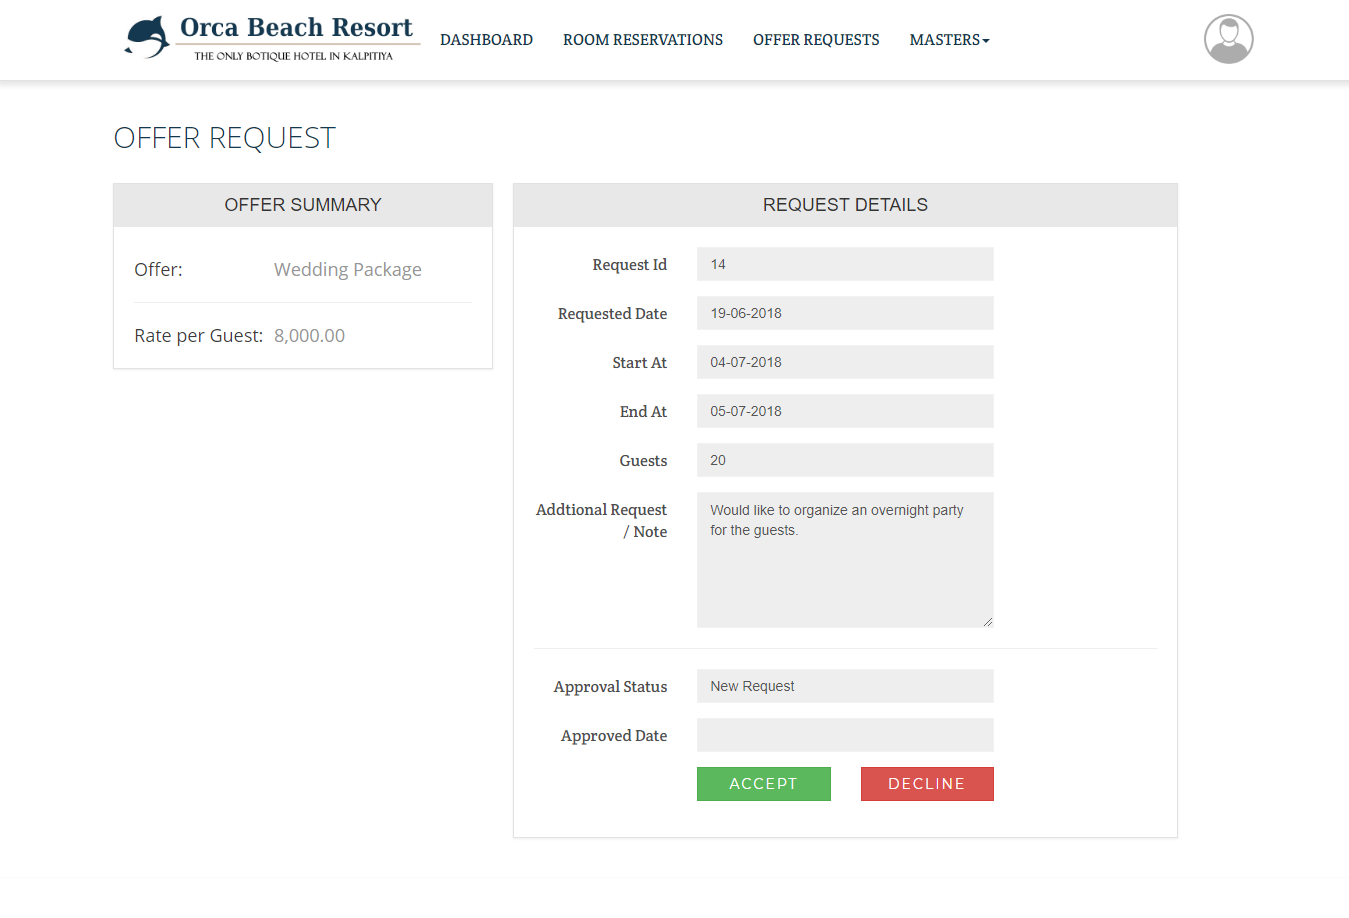 Orca Beach Resort
THE ONLY BOTIQUE HOTEL IN KALPITIYA
DASHBOARD
ROOM RESERVATIONS
OFFER REQUESTS
MASTERS
OFFER REQUEST
OFFER SUMMARY
Offer: Wedding Package
Rate per Guest: 8,000.00
REQUEST DETAILS
Request Id 14
Requested Date 19-06-2018
Start At 04-07-2018
End At 05-07-2018
Guests 20
Addtional Request
/ Note
Would like to organize an overnight party
for the guests.
Approval Status New Request
Approved Date
ACCEPT
DECLINE